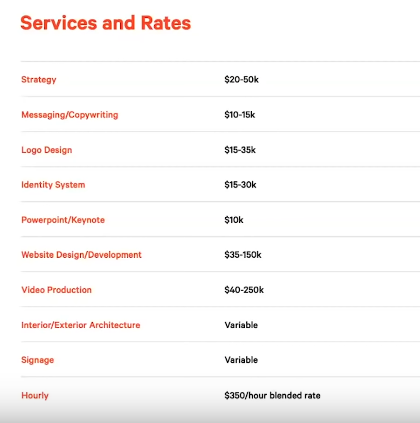 Services and Rates
Strategy $20-50k
Messaging/Copywriting $10-15k
Logo Design $15-35k
Identity System $15-30k
Powerpoint/Keynote $10k
Website Design/Development $35-150k
Video Production $40-250k
Interior/Exterior Architecture Variable
Signage Variable
Hourly $350/hour blended rate